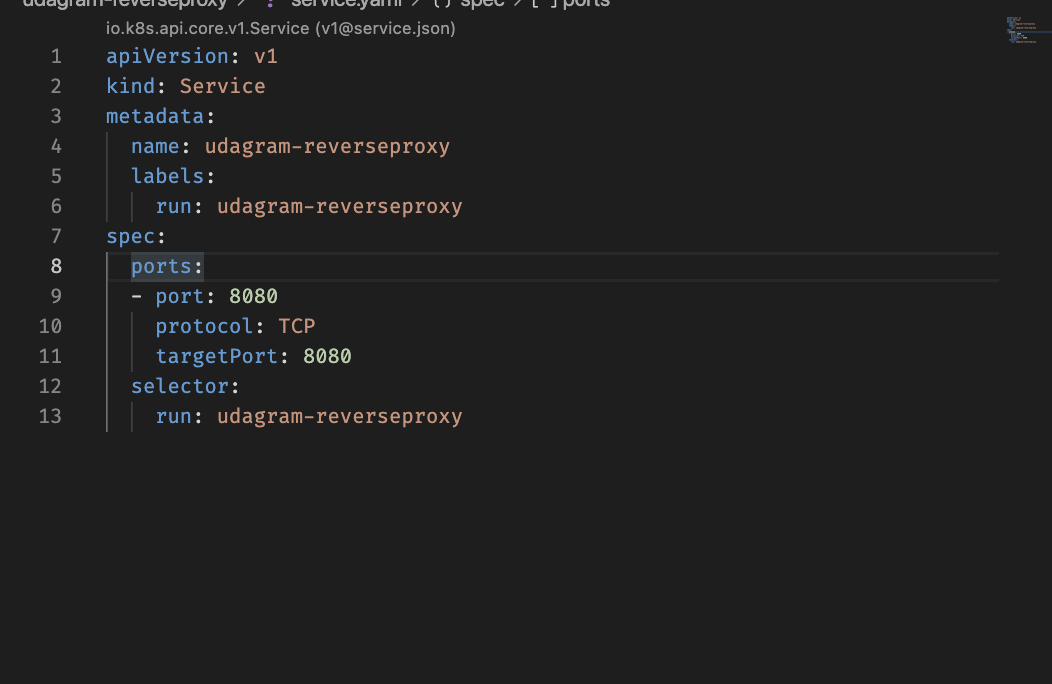 udagram-reverseproxy > ! service.yaml > {} spec > [ ] ports
io.k8s.api.core.v1.Service (v1@service.json)
1 apiVersion: v1
2 kind: Service
3 metadata:
4   name: udagram-reverseproxy
5   labels:
6     run: udagram-reverseproxy
7 spec:
8   ports:
9   - port: 8080
10     protocol: TCP
11     targetPort: 8080
12   selector:
13     run: udagram-reverseproxy